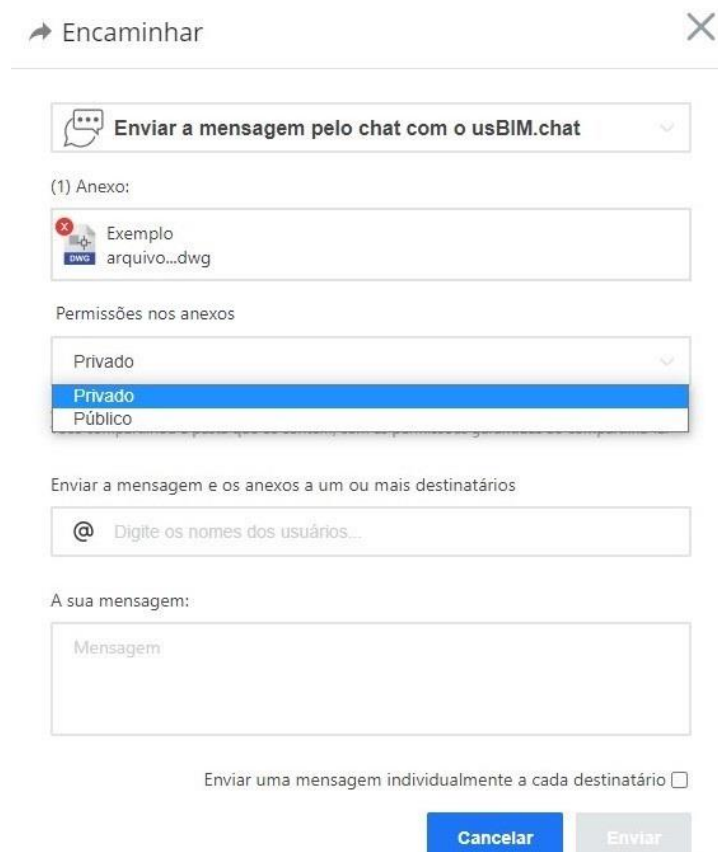 Encaminhar
Enviar a mensagem pelo chat com o usBIM.chat
(1) Anexo:
X
Exemplo
DWG
arquivo...dwg
Permissões nos anexos
Privado
Privado
Público
Enviar a mensagem e os anexos a um ou mais destinatários
@ Digite os nomes dos usuários...
A sua mensagem:
Mensagem
Enviar uma mensagem individualmente a cada destinatário
Cancelar
Enviar